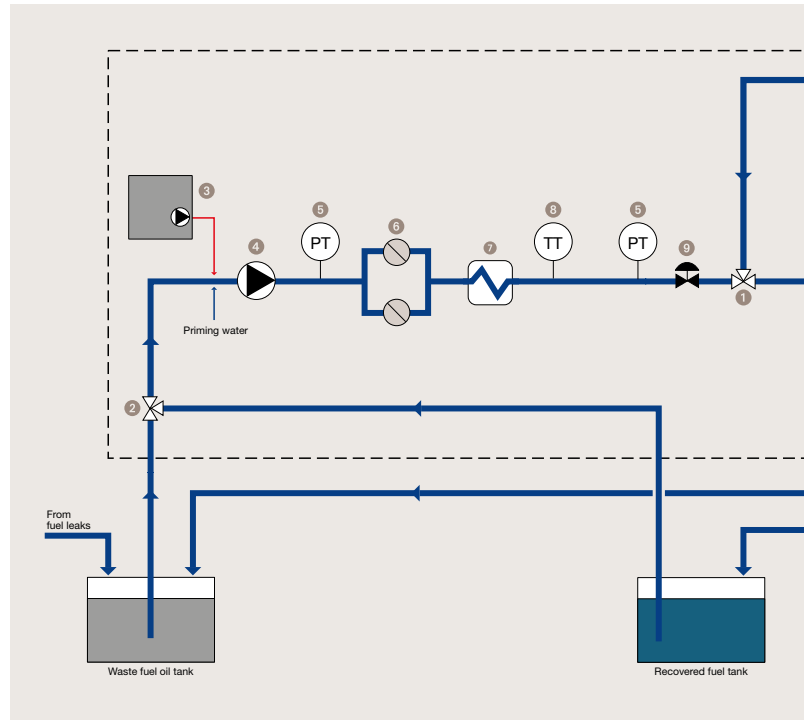 3
5
6
8
5
4
7
9
PT
TT
PT
1
Priming water
2
From
fuel leaks
Waste fuel oil tank
Recovered fuel tank